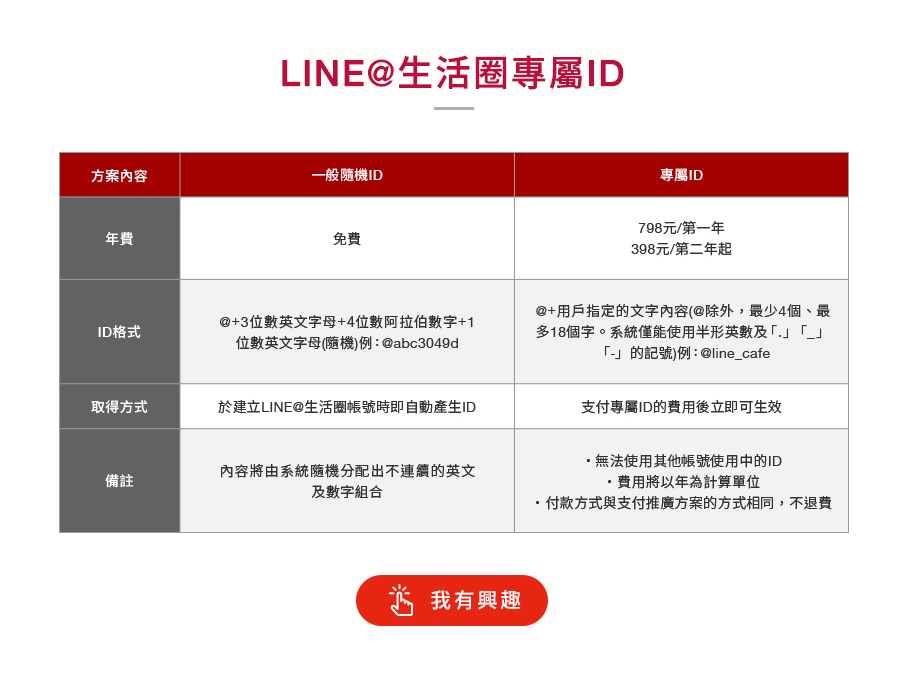 LINE@生活圈專屬ID
方案內容
一般隨機ID
專屬ID
年費
免費
798元/第一年
398元/第二年起
ID格式
@+3位數英文字母+4位數阿拉伯數字+1
位數英文字母(隨機)例：@abc3049d
@+用戶指定的文字內容(@除外，最少4個、最
多18個字。系統僅能使用半形英數及「.」「_」
「-」的記號)例：@line_cafe
取得方式
於建立LINE@生活圈帳號時即自動產生ID
支付專屬ID的費用後立即可生效
備註
內容將由系統隨機分配出不連續的英文
及數字組合
・無法使用其他帳號使用中的ID
・費用將以年為計算單位
・付款方式與支付推廣方案的方式相同，不退費
我有興趣